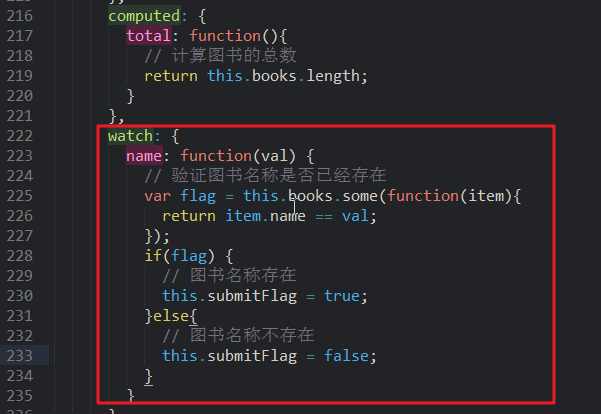 216 computed: {
217 total: function(){
218 // 计算图书的总数
219 return this.books.length;
220 }
221 },
222 watch: {
223 name: function(val) {
224 // 验证图书名称是否已经存在
225 var flag = this.books.some(function(item){
226 return item.name == val;
227 });
228 if(flag) {
229 // 图书名称存在
230 this.submitFlag = true;
231 }else{
232 // 图书名称不存在
233 this.submitFlag = false;
234 }
235 }